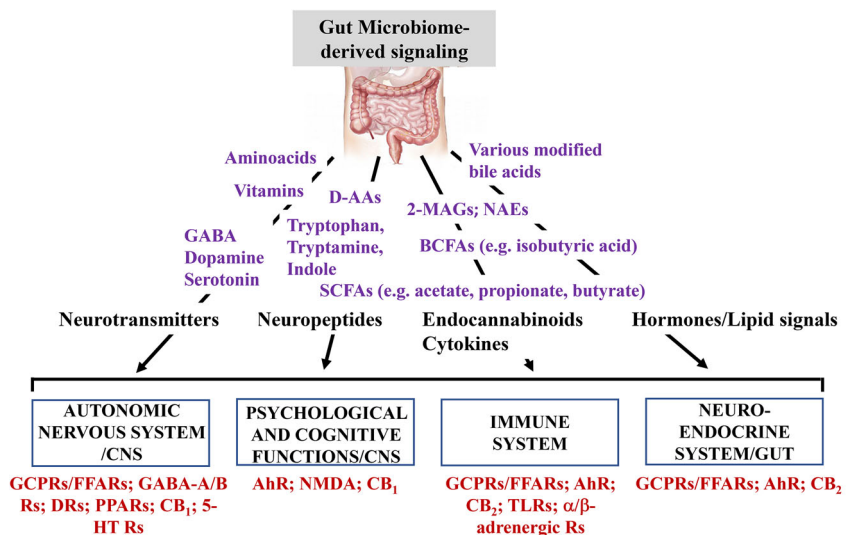 Gut Microbiome-
derived signaling
Aminoacids
Vitamins
GABA
Dopamine
Serotonin
D-AAs
Tryptophan,
Tryptamine,
Indole
Various modified
bile acids
2-MAGs; NAEs
BCFAs (e.g. isobutyric acid)
SCFAs (e.g. acetate, propionate, butyrate)
Neurotransmitters
Neuropeptides
Endocannabinoids
Cytokines
Hormones/Lipid signals
AUTONOMIC
NERVOUS SYSTEM
/CNS
PSYCHOLOGICAL
AND COGNITIVE
FUNCTIONS/CNS
IMMUNE
SYSTEM
NEURO-
ENDOCRINE
SYSTEM/GUT
GCPRs/FFARs; GABA-A/B
Rs; DRs; PPARs; CB₁; 5-
HT Rs
AhR; NMDA; CB₁
GCPRs/FFARs; AhR;
CB₂; TLRs; α/β-
adrenergic Rs
GCPRs/FFARs; AhR; CB₂